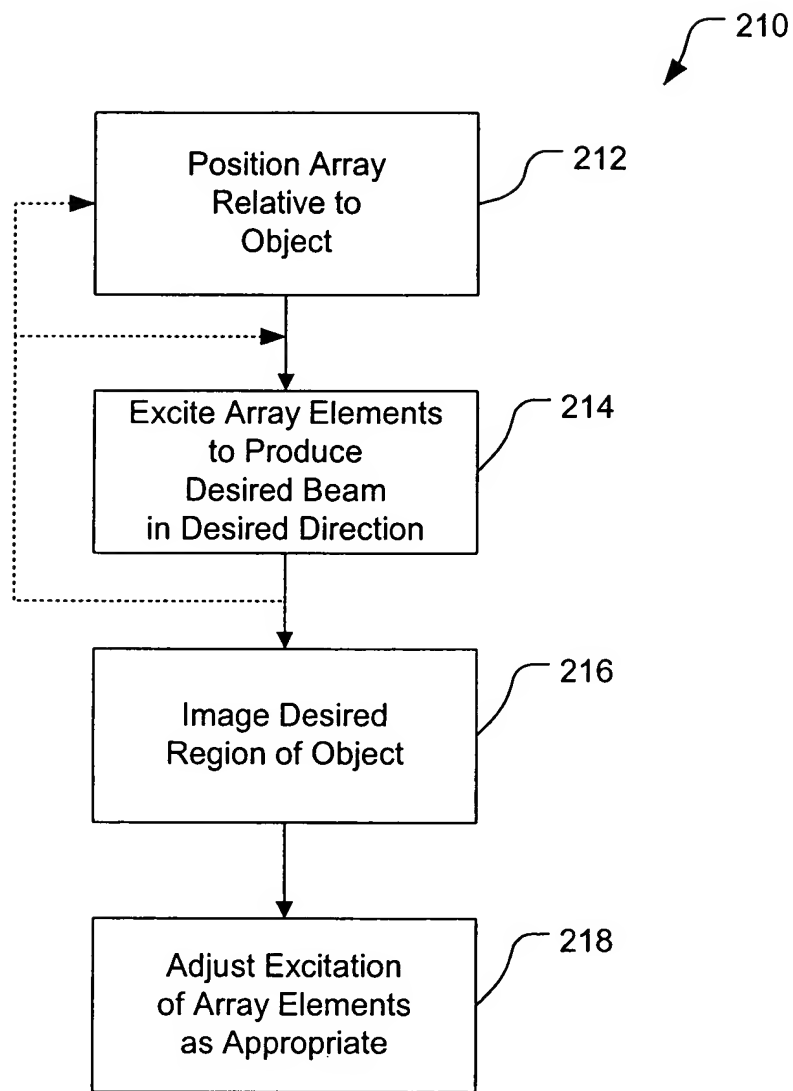 210
Position Array
Relative to
Object
212
Excite Array Elements
to Produce
Desired Beam
in Desired Direction
214
Image Desired
Region of Object
216
Adjust Excitation
of Array Elements
as Appropriate
218